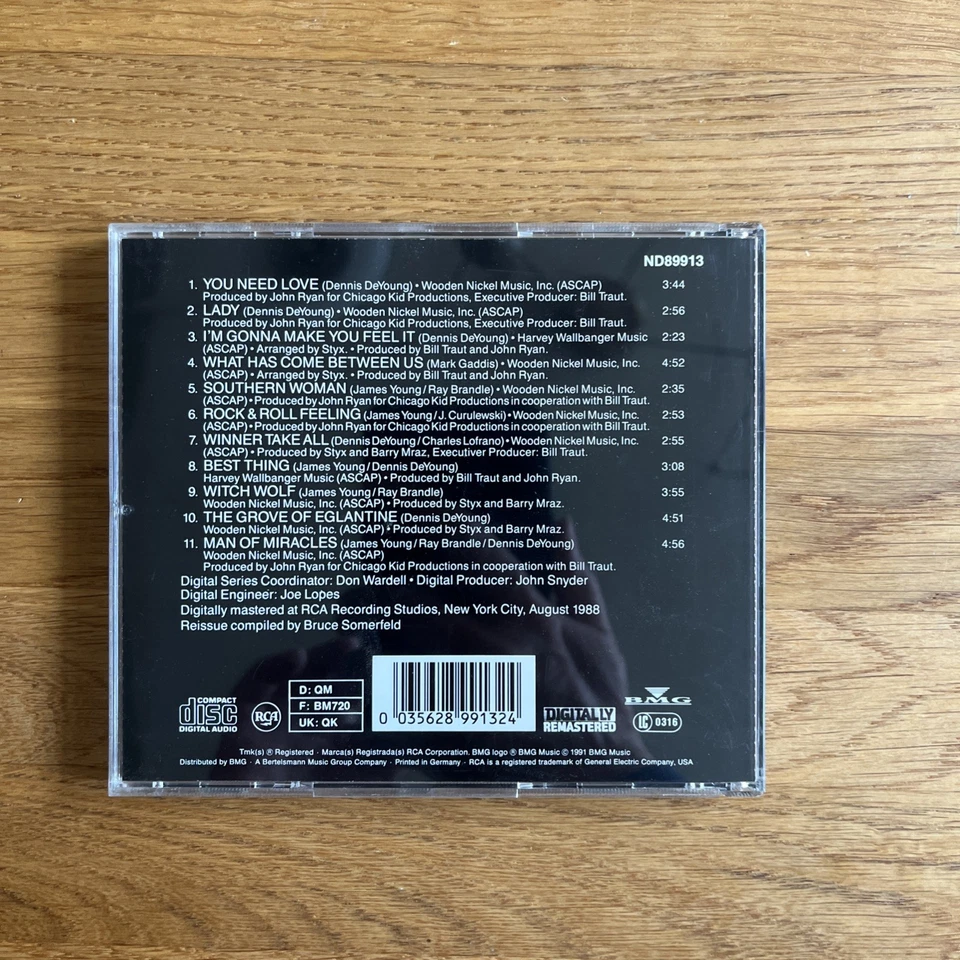 ND89913
1. YOU NEED LOVE (Dennis DeYoung) • Wooden Nickel Music, Inc. (ASCAP) 3:44
Produced by John Ryan for Chicago Kid Productions, Executive Producer: Bill Traut.
2. LADY (Dennis DeYoung) • Wooden Nickel Music, Inc. (ASCAP) 2:56
Produced by John Ryan for Chicago Kid Productions, Executive Producer: Bill Traut.
3. I'M GONNA MAKE YOU FEEL IT (Dennis DeYoung) • Harvey Wallbanger Music 2:23
(ASCAP) • Arranged by Styx. • Produced by Bill Traut and John Ryan.
4. WHAT HAS COME BETWEEN US (Mark Gaddis) • Wooden Nickel Music, Inc. 4:52
(ASCAP) • Arranged by Styx. • Produced by Bill Traut and John Ryan.
5. SOUTHERN WOMAN (James Young/Ray Brandle) • Wooden Nickel Music, Inc. 2:35
(ASCAP) • Produced by John Ryan for Chicago Kid Productions in cooperation with Bill Traut.
6. ROCK & ROLL FEELING (James Young/J. Curulewski) • Wooden Nickel Music, Inc. 2:53
(ASCAP) • Produced by John Ryan for Chicago Kid Productions in cooperation with Bill Traut.
7. WINNER TAKE ALL (Dennis DeYoung/Charles Lofrano) • Wooden Nickel Music, Inc. 2:55
(ASCAP) • Produced by Styx and Barry Mraz, Executiver Producer: Bill Traut.
8. BEST THING (James Young/Dennis DeYoung) 3:08
Harvey Wallbanger Music (ASCAP) • Produced by Bill Traut and John Ryan.
9. WITCH WOLF (James Young/Ray Brandle) 3:55
Wooden Nickel Music, Inc. (ASCAP) • Produced by Styx and Barry Mraz.
10. THE GROVE OF EGLANTINE (Dennis DeYoung) 4:51
Wooden Nickel Music, Inc. (ASCAP) • Produced by Styx and Barry Mraz.
11. MAN OF MIRACLES (James Young/Ray Brandle/Dennis DeYoung) 4:56
Wooden Nickel Music, Inc. (ASCAP)
Produced by John Ryan for Chicago Kid Productions in cooperation with Bill Traut.
Digital Series Coordinator: Don Wardell • Digital Producer: John Snyder
Digital Engineer: Joe Lopes
Digitally mastered at RCA Recording Studios, New York City, August 1988
Reissue compiled by Bruce Somerfeld
COMPACT
disc
DIGITAL AUDIO
RCA
D: QM
F: BM720
UK: QK
0 035628 991324
DIGITALLY
REMASTERED
BMG
LC 0316
Tmk(s) ® Registered · Marca(s) Registrada(s) RCA Corporation. BMG logo ® BMG Music © 1991 BMG Music
Distributed by BMG · A Bertelsmann Music Group Company · Printed in Germany · RCA is a registered trademark of General Electric Company, USA